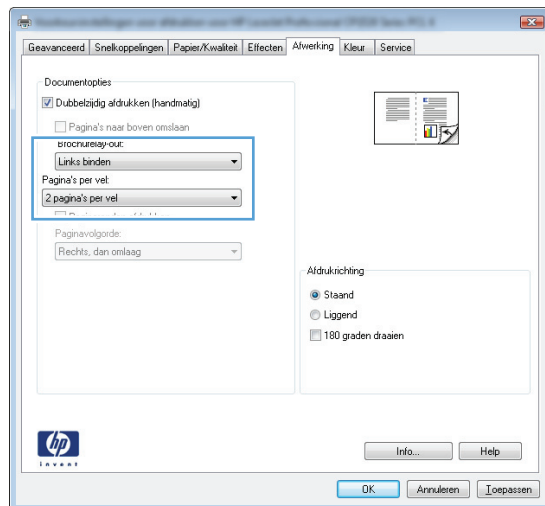 Geavanceerd Snelkoppelingen Papier/Kwaliteit Effecten Afwerking Kleur Service
Documentopties
Dubbelzijdig afdrukken (handmatig)
Pagina's naar boven omslaan
Brochurelay-out:
Links binden
Pagina's per vel:
2 pagina's per vel
Paginavolgorde:
Rechts, dan omlaag
Afdrukrichting
Staand
Liggend
180 graden draaien
hp
invent
Info... Help
OK Annuleren Toepassen